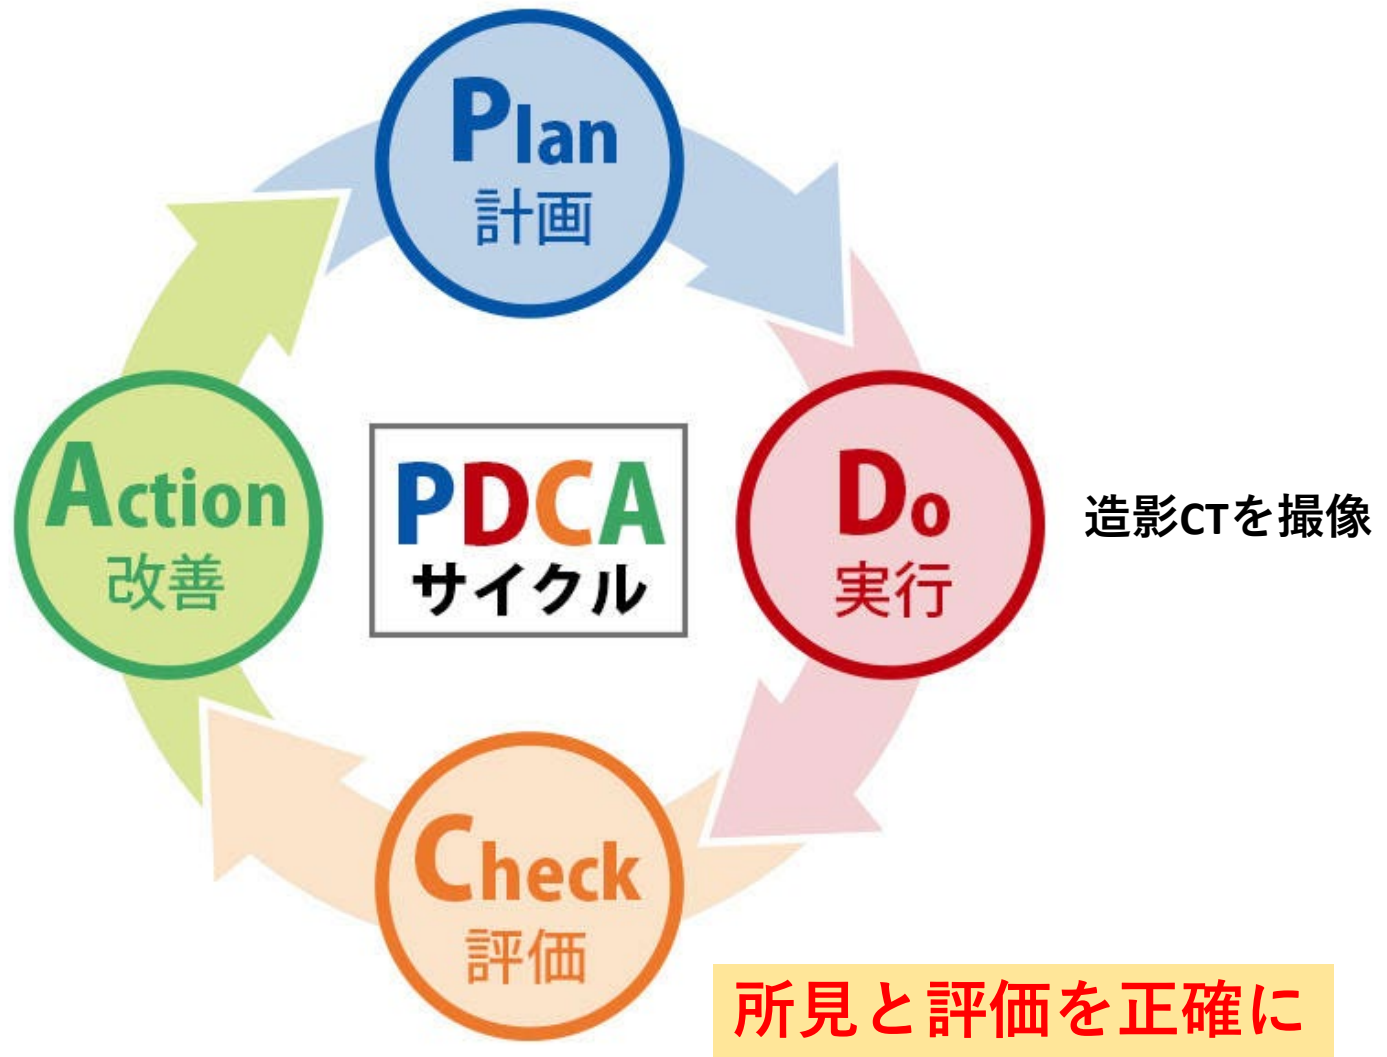 Plan
計画
Action
改善
PDCA
サイクル
Do
実行
造影CTを撮像
Check
評価
所見と評価を正確に